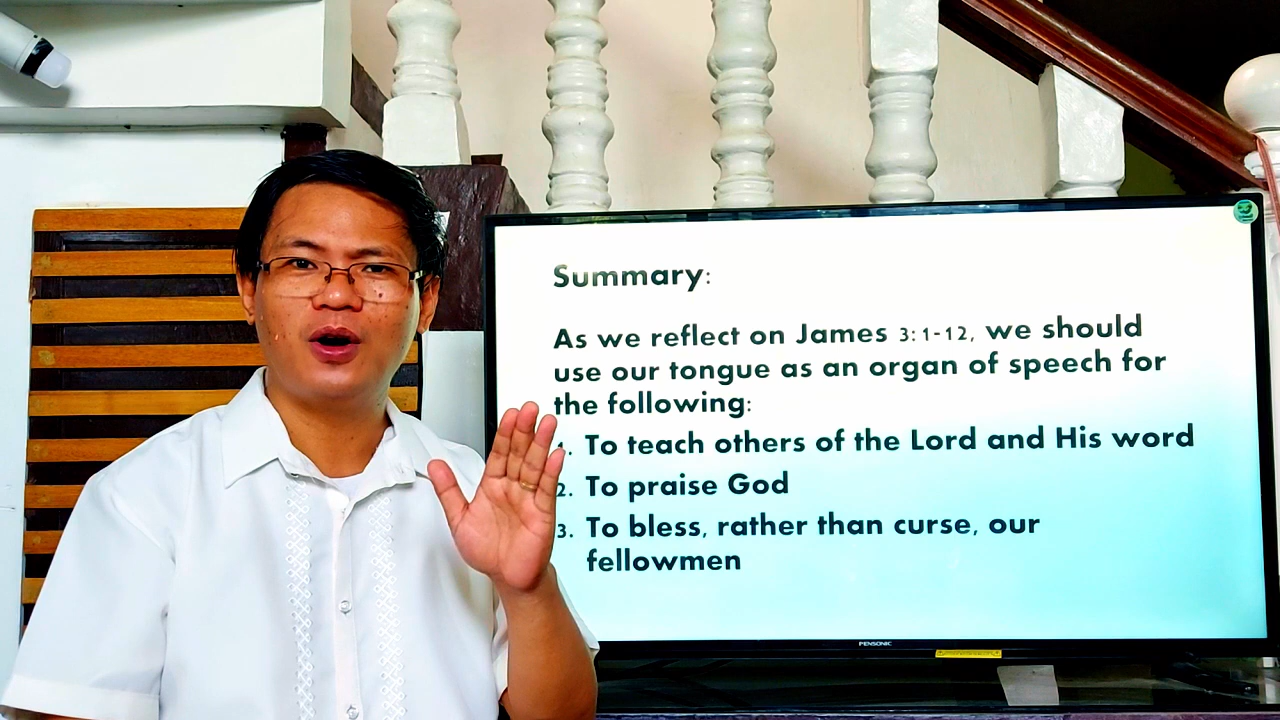 Summary:
As we reflect on James 3:1-12, we should
use our tongue as an organ of speech for
the following:
1. To teach others of the Lord and His word
2. To praise God
3. To bless, rather than curse, our
fellowmen
PENSONIC